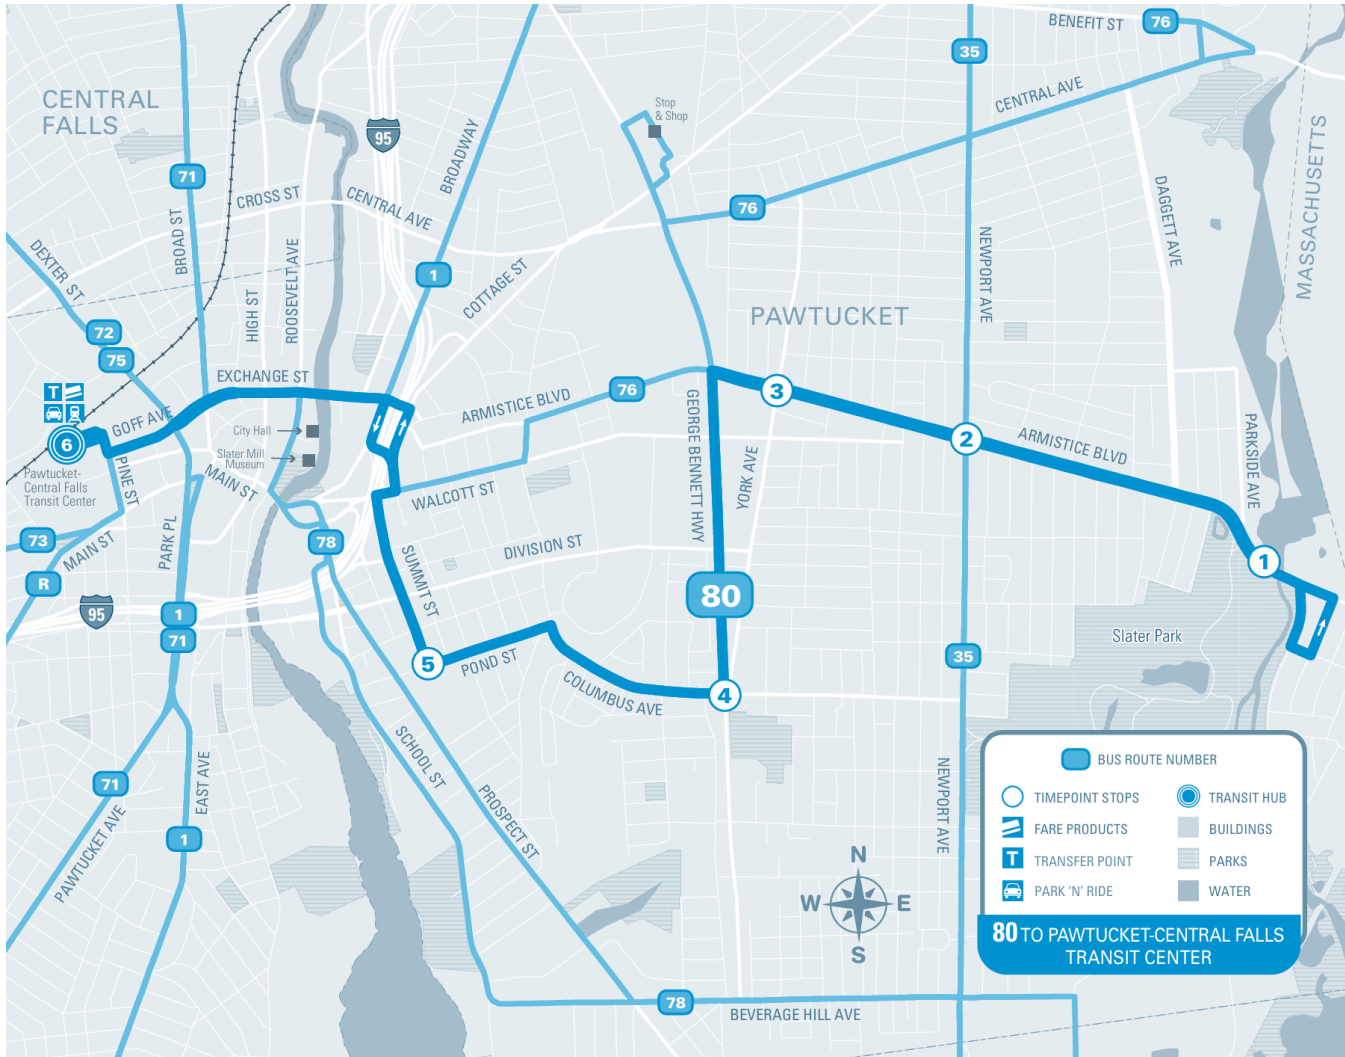 BENEFIT ST
76
35
CENTRAL AVE
CENTRAL
FALLS
Stop
& Shop
95
BROADWAY
MASSACHUSETTS
71
CROSS ST
CENTRAL AVE
76
DAGGETT AVE
BROAD ST
DEXTER ST
ROOSEVELT AVE
HIGH ST
1
COTTAGE ST
NEWPORT AVE
PAWTUCKET
72
75
EXCHANGE ST
T
GOFF AVE
6
Pawtucket-
Central Falls
Transit Center
City Hall
Slater Mill
Museum
ARMISTICE BLVD
76
3
2
ARMISTICE BLVD
PARKSIDE AVE
GEORGE BENNETT HWY
YORK AVE
PINE ST
MAIN ST
WALCOTT ST
73
MAIN ST
PARK PL
78
DIVISION ST
SUMMIT ST
1
R
95
1
71
80
Slater Park
5
POND ST
COLUMBUS AVE
4
35
71
PAWTUCKET AVE
EAST AVE
1
SCHOOL ST
PROSPECT ST
NEWPORT AVE
N
W
E
S
78
BEVERAGE HILL AVE
BUS ROUTE NUMBER
TIMEPOINT STOPS
TRANSIT HUB
FARE PRODUCTS
BUILDINGS
T
TRANSFER POINT
PARKS
PARK 'N' RIDE
WATER
80 TO PAWTUCKET-CENTRAL FALLS
TRANSIT CENTER